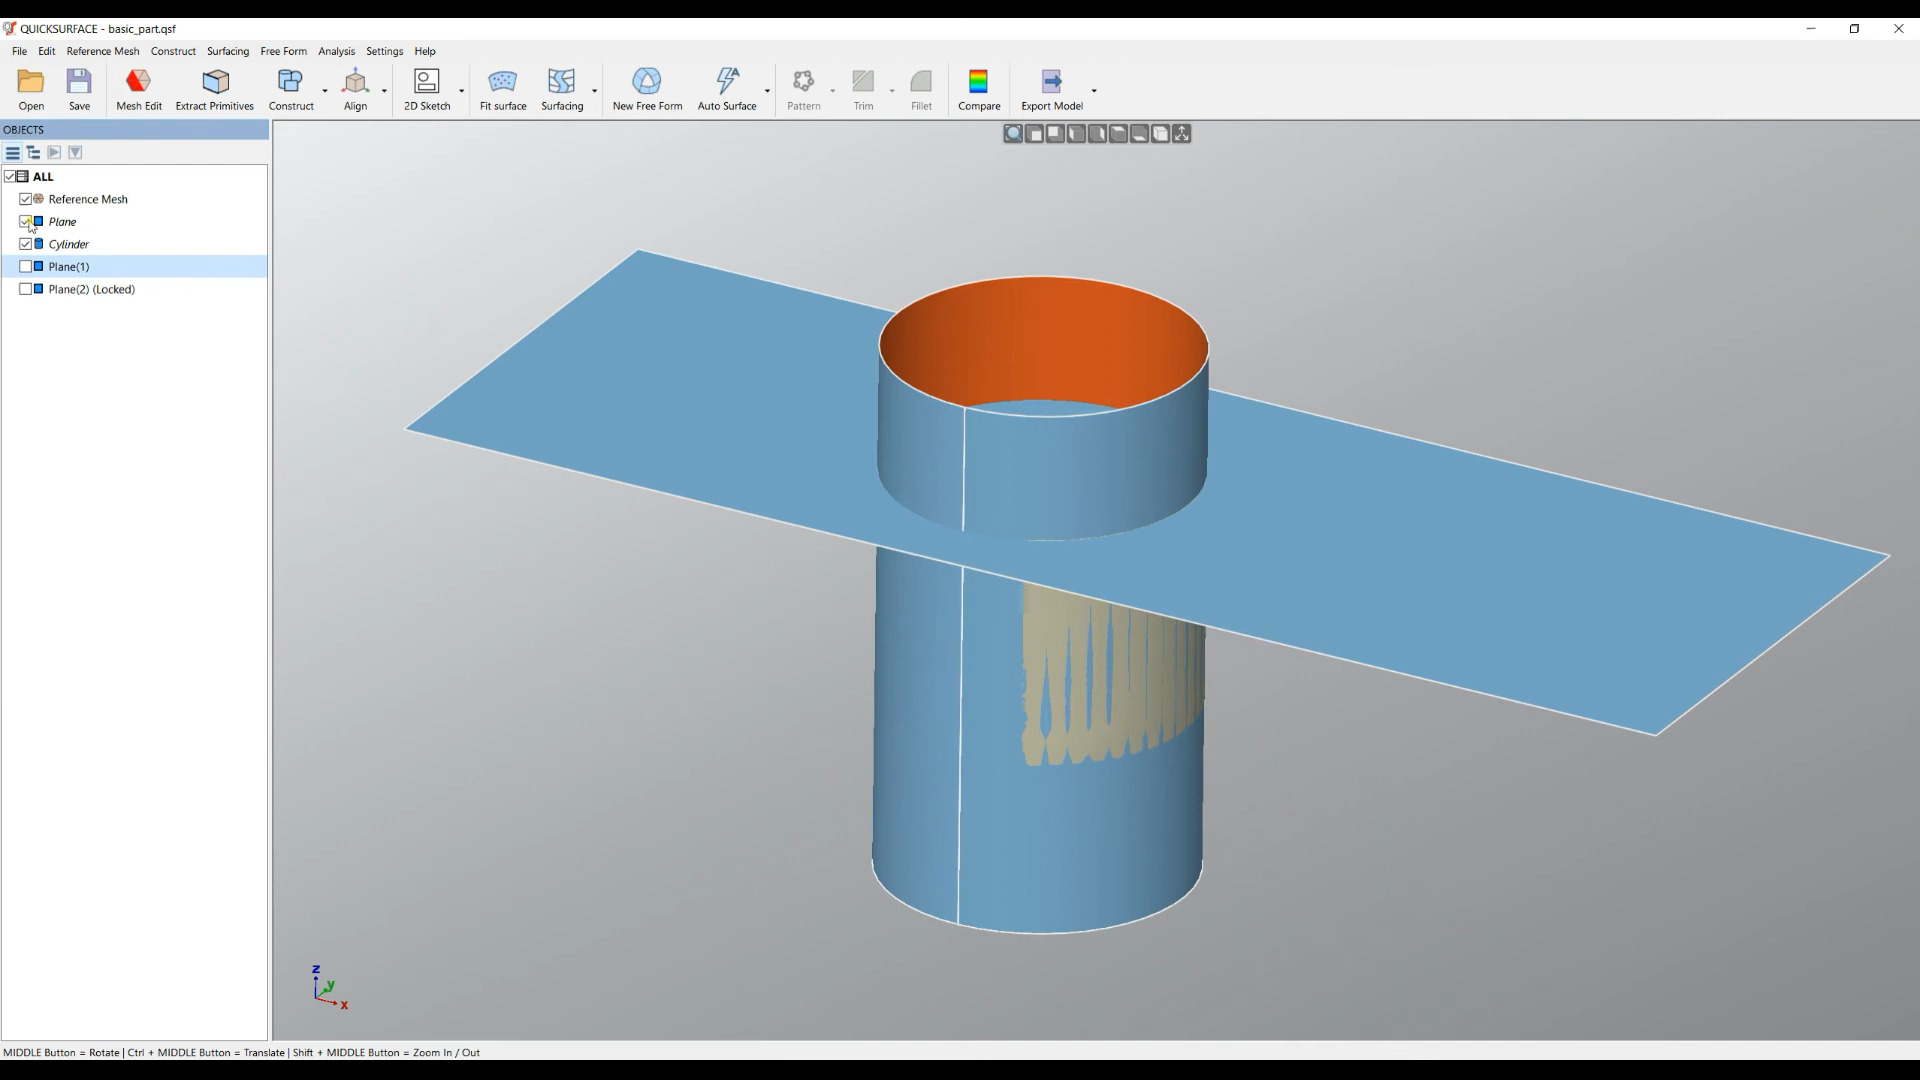 QUICKSURFACE - basic_part.qsf
File Edit Reference Mesh Construct Surfacing Free Form Analysis Settings Help
Open Save Mesh Edit Extract Primitives Construct Align 2D Sketch Fit surface Surfacing New Free Form Auto Surface Pattern Trim Fillet Compare Export Model
OBJECTS
ALL
Reference Mesh
Plane
Cylinder
Plane(1)
Plane(2) (Locked)
z
y
x
MIDDLE Button = Rotate | Ctrl + MIDDLE Button = Translate | Shift + MIDDLE Button = Zoom In / Out